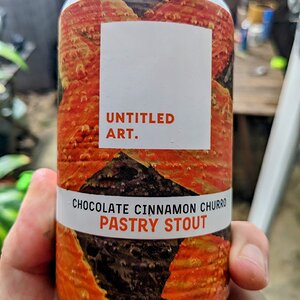 UNTITLED
ART.
CHOCOLATE CINNAMON CHURRO
PASTRY STOUT